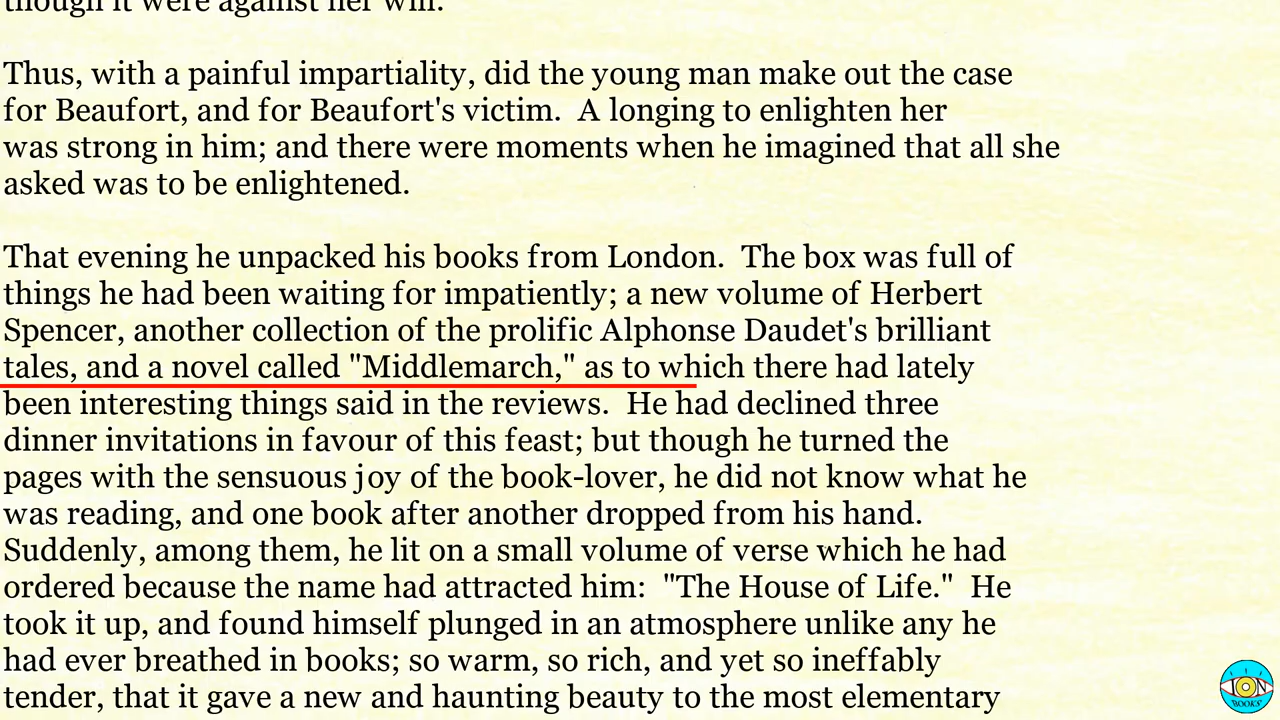 though it were against her will.
Thus, with a painful impartiality, did the young man make out the case
for Beaufort, and for Beaufort's victim.  A longing to enlighten her
was strong in him; and there were moments when he imagined that all she
asked was to be enlightened.
That evening he unpacked his books from London.  The box was full of
things he had been waiting for impatiently; a new volume of Herbert
Spencer, another collection of the prolific Alphonse Daudet's brilliant
tales, and a novel called "Middlemarch," as to which there had lately
been interesting things said in the reviews.  He had declined three
dinner invitations in favour of this feast; but though he turned the
pages with the sensuous joy of the book-lover, he did not know what he
was reading, and one book after another dropped from his hand.
Suddenly, among them, he lit on a small volume of verse which he had
ordered because the name had attracted him:  "The House of Life."  He
took it up, and found himself plunged in an atmosphere unlike any he
had ever breathed in books; so warm, so rich, and yet so ineffably
tender, that it gave a new and haunting beauty to the most elementary
ION
BOOKS